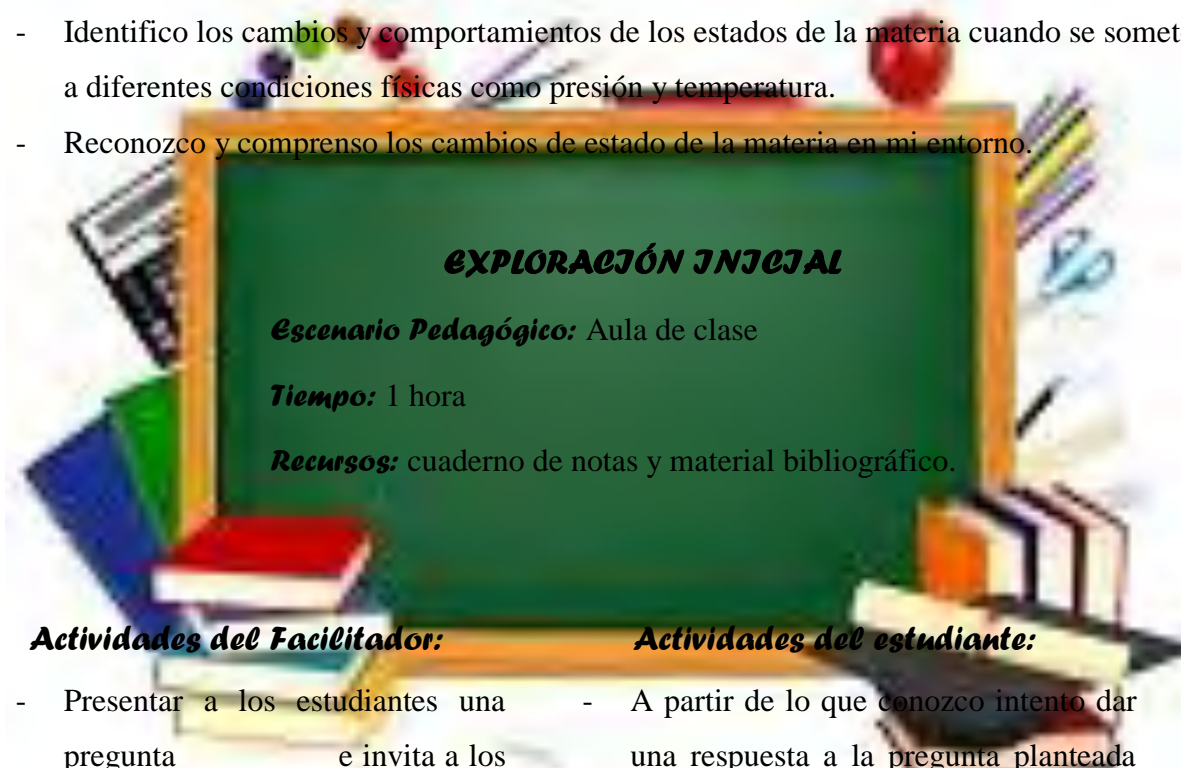 - Identifico los cambios y comportamientos de los estados de la materia cuando se somet
a diferentes condiciones físicas como presión y temperatura.
- Reconozco y comprenso los cambios de estado de la materia en mi entorno.
EXPLORACIÓN INICIAL
Escenario Pedagógico: Aula de clase
Tiempo: 1 hora
Recursos: cuaderno de notas y material bibliográfico.
Actividades del Facilitador:
- Presentar a los estudiantes una
pregunta e invita a los
Actividades del estudiante:
- A partir de lo que conozco intento dar
una respuesta a la pregunta planteada